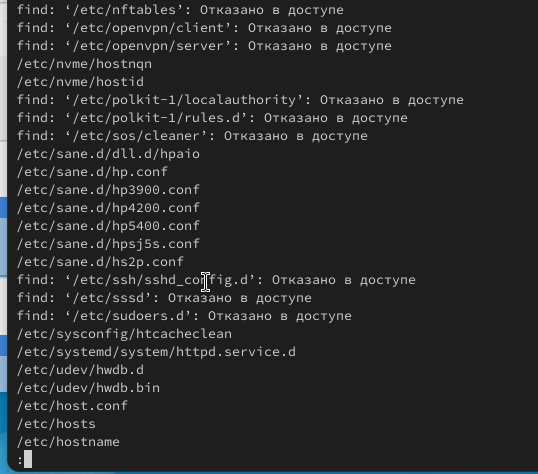 find: ‘/etc/nftables’: Отказано в доступе
find: ‘/etc/openvpn/client’: Отказано в доступе
find: ‘/etc/openvpn/server’: Отказано в доступе
/etc/nvme/hostnqn
/etc/nvme/hostid
find: ‘/etc/polkit-1/localauthority’: Отказано в доступе
find: ‘/etc/polkit-1/rules.d’: Отказано в доступе
find: ‘/etc/sos/cleaner’: Отказано в доступе
/etc/sane.d/dll.d/hpaio
/etc/sane.d/hp.conf
/etc/sane.d/hp3900.conf
/etc/sane.d/hp4200.conf
/etc/sane.d/hp5400.conf
/etc/sane.d/hpsj5s.conf
/etc/sane.d/hs2p.conf
find: ‘/etc/ssh/sshd_config.d’: Отказано в доступе
find: ‘/etc/sssd’: Отказано в доступе
find: ‘/etc/sudoers.d’: Отказано в доступе
/etc/sysconfig/htcacheclean
/etc/systemd/system/httpd.service.d
/etc/udev/hwdb.d
/etc/udev/hwdb.bin
/etc/host.conf
/etc/hosts
/etc/hostname
: